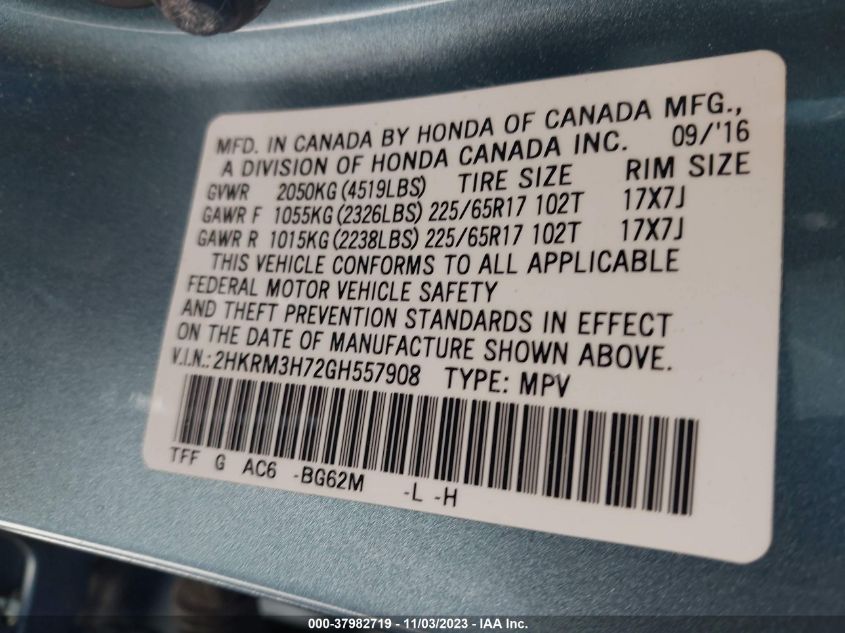 MFD. IN CANADA BY HONDA OF CANADA MFG.,
A DIVISION OF HONDA CANADA INC. 09/'16
GVWR 2050KG (4519LBS) TIRE SIZE RIM SIZE
GAWR F 1055KG (2326LBS) 225/65R17 102T 17X7J
GAWR R 1015KG (2238LBS) 225/65R17 102T 17X7J
THIS VEHICLE CONFORMS TO ALL APPLICABLE
FEDERAL MOTOR VEHICLE SAFETY
AND THEFT PREVENTION STANDARDS IN EFFECT
ON THE DATE OF MANUFACTURE SHOWN ABOVE.
V.I.N.: 2HKRM3H72GH557908 TYPE: MPV
TFF G AC6 -BG62M -L -H
000-37982719 - 11/03/2023 - IAA Inc.